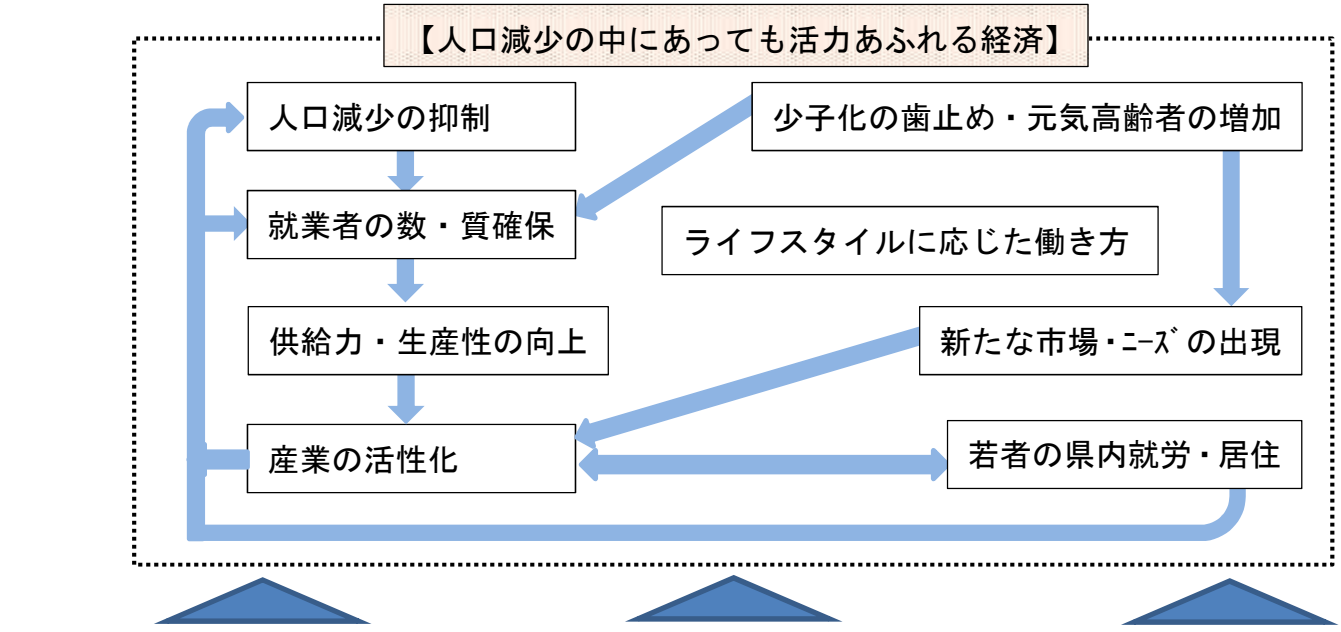 【人口減少の中にあっても活力あふれる経済】
人口減少の抑制
少子化の歯止め・元気高齢者の増加
就業者の数・質確保
ライフスタイルに応じた働き方
供給力・生産性の向上
新たな市場・ﾆｰｽﾞの出現
産業の活性化
若者の県内就労・居住